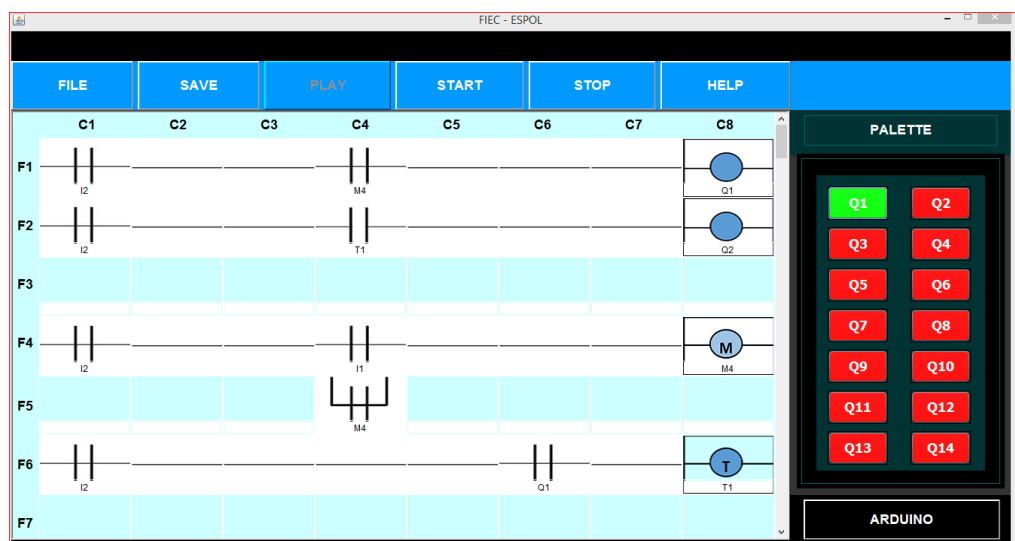 FIEC - ESPOL
FILE SAVE PLAY START STOP HELP
C1 C2 C3 C4 C5 C6 C7 C8
PALETTE
F1
I2 M4 Q1
Q1 Q2
F2
I2 T1 Q2
Q3 Q4
F3
Q5 Q6
Q7 Q8
F4 M
I2 I1 M4
Q9 Q10
F5
M4
Q11 Q12
Q13 Q14
F6 T
I2 Q1 T1
F7
ARDUINO